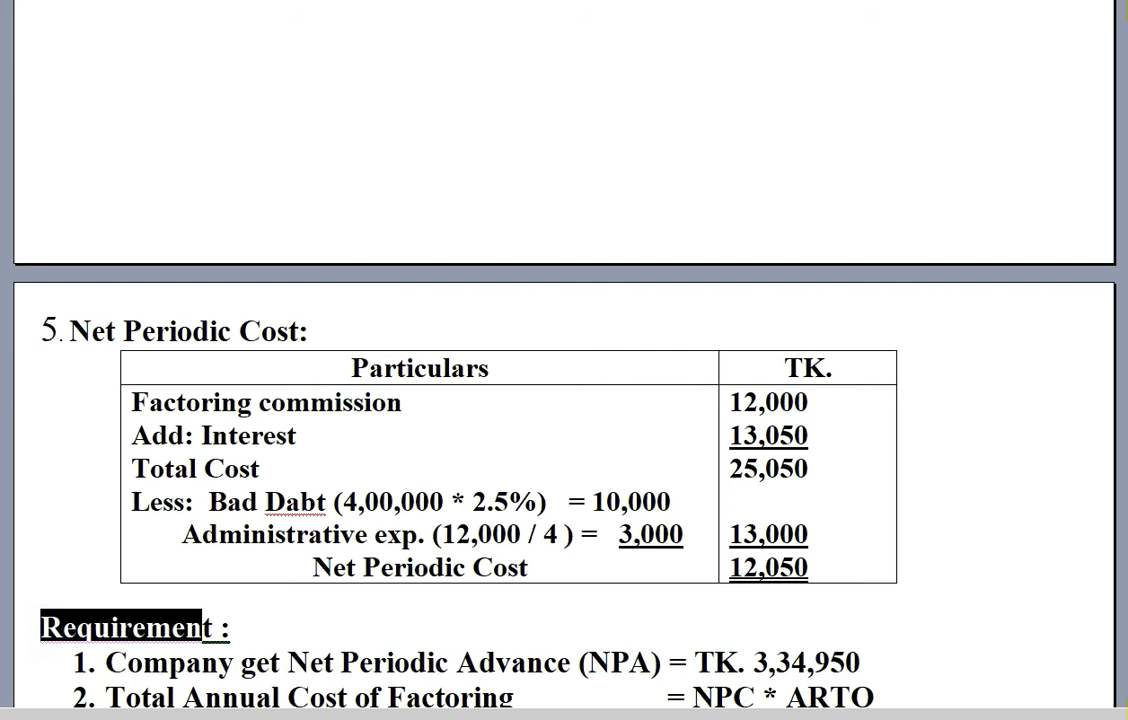 5. Net Periodic Cost:
Particulars TK.
Factoring commission 12,000
Add: Interest 13,050
Total Cost 25,050
Less: Bad Dabt (4,00,000 * 2.5%) = 10,000
Administrative exp. (12,000 / 4 ) = 3,000 13,000
Net Periodic Cost 12,050
Requirement :
1. Company get Net Periodic Advance (NPA) = TK. 3,34,950
2. Total Annual Cost of Factoring = NPC * ARTO